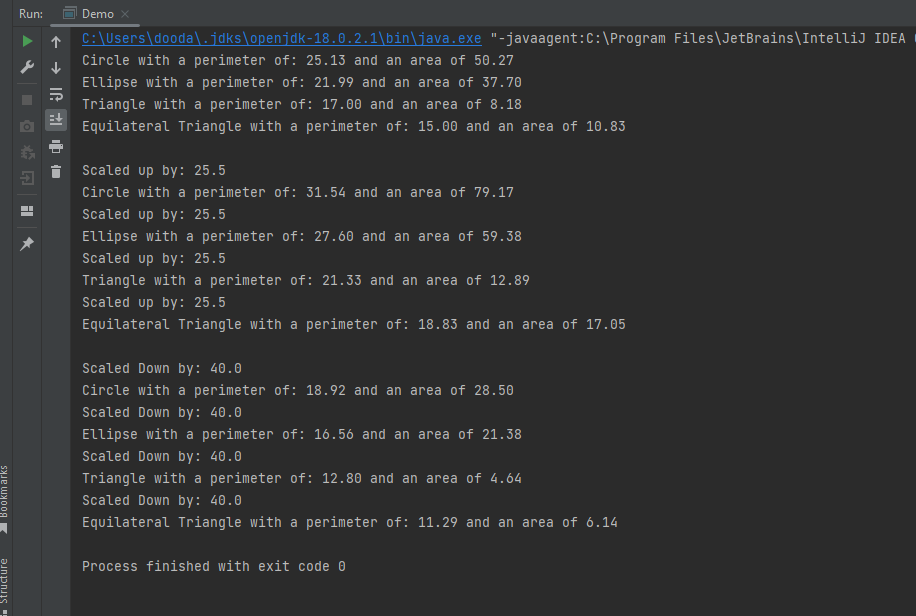 Run: Demo
C:\Users\dooda\.jdks\openjdk-18.0.2.1\bin\java.exe "-javaagent:C:\Program Files\JetBrains\IntelliJ IDEA
Circle with a perimeter of: 25.13 and an area of 50.27
Ellipse with a perimeter of: 21.99 and an area of 37.70
Triangle with a perimeter of: 17.00 and an area of 8.18
Equilateral Triangle with a perimeter of: 15.00 and an area of 10.83
Scaled up by: 25.5
Circle with a perimeter of: 31.54 and an area of 79.17
Scaled up by: 25.5
Ellipse with a perimeter of: 27.60 and an area of 59.38
Scaled up by: 25.5
Triangle with a perimeter of: 21.33 and an area of 12.89
Scaled up by: 25.5
Equilateral Triangle with a perimeter of: 18.83 and an area of 17.05
Scaled Down by: 40.0
Circle with a perimeter of: 18.92 and an area of 28.50
Scaled Down by: 40.0
Ellipse with a perimeter of: 16.56 and an area of 21.38
Scaled Down by: 40.0
Triangle with a perimeter of: 12.80 and an area of 4.64
Scaled Down by: 40.0
Equilateral Triangle with a perimeter of: 11.29 and an area of 6.14
Process finished with exit code 0
Bookmarks
Structure